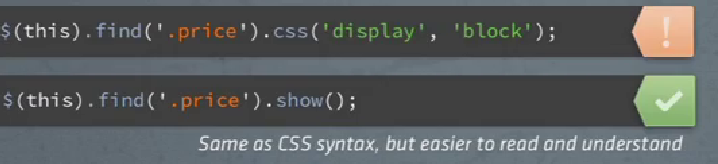 $(this).find('.price').css('display', 'block');
!
$(this).find('.price').show();
Same as CSS syntax, but easier to read and understand